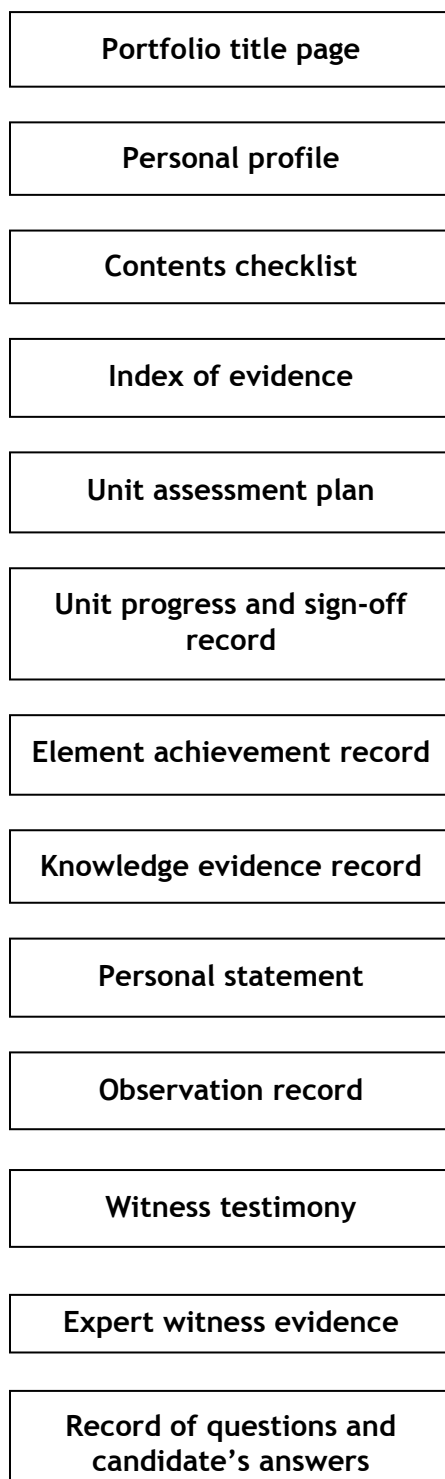 Portfolio title page
Personal profile
Contents checklist
Index of evidence
Unit assessment plan
Unit progress and sign-off
record
Element achievement record
Knowledge evidence record
Personal statement
Observation record
Witness testimony
Expert witness evidence
Record of questions and
candidate’s answers